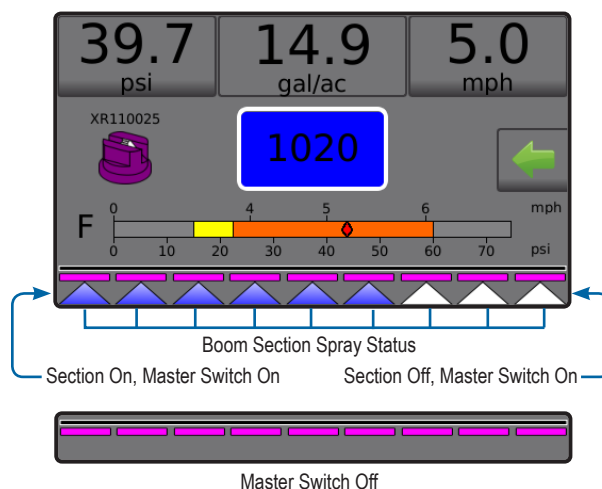 39.7 14.9 5.0
psi gal/ac mph
XR110025
1020
0 4 5 6 mph
F
0 10 20 30 40 50 60 70 psi
Boom Section Spray Status
Section On, Master Switch On Section Off, Master Switch On
Master Switch Off